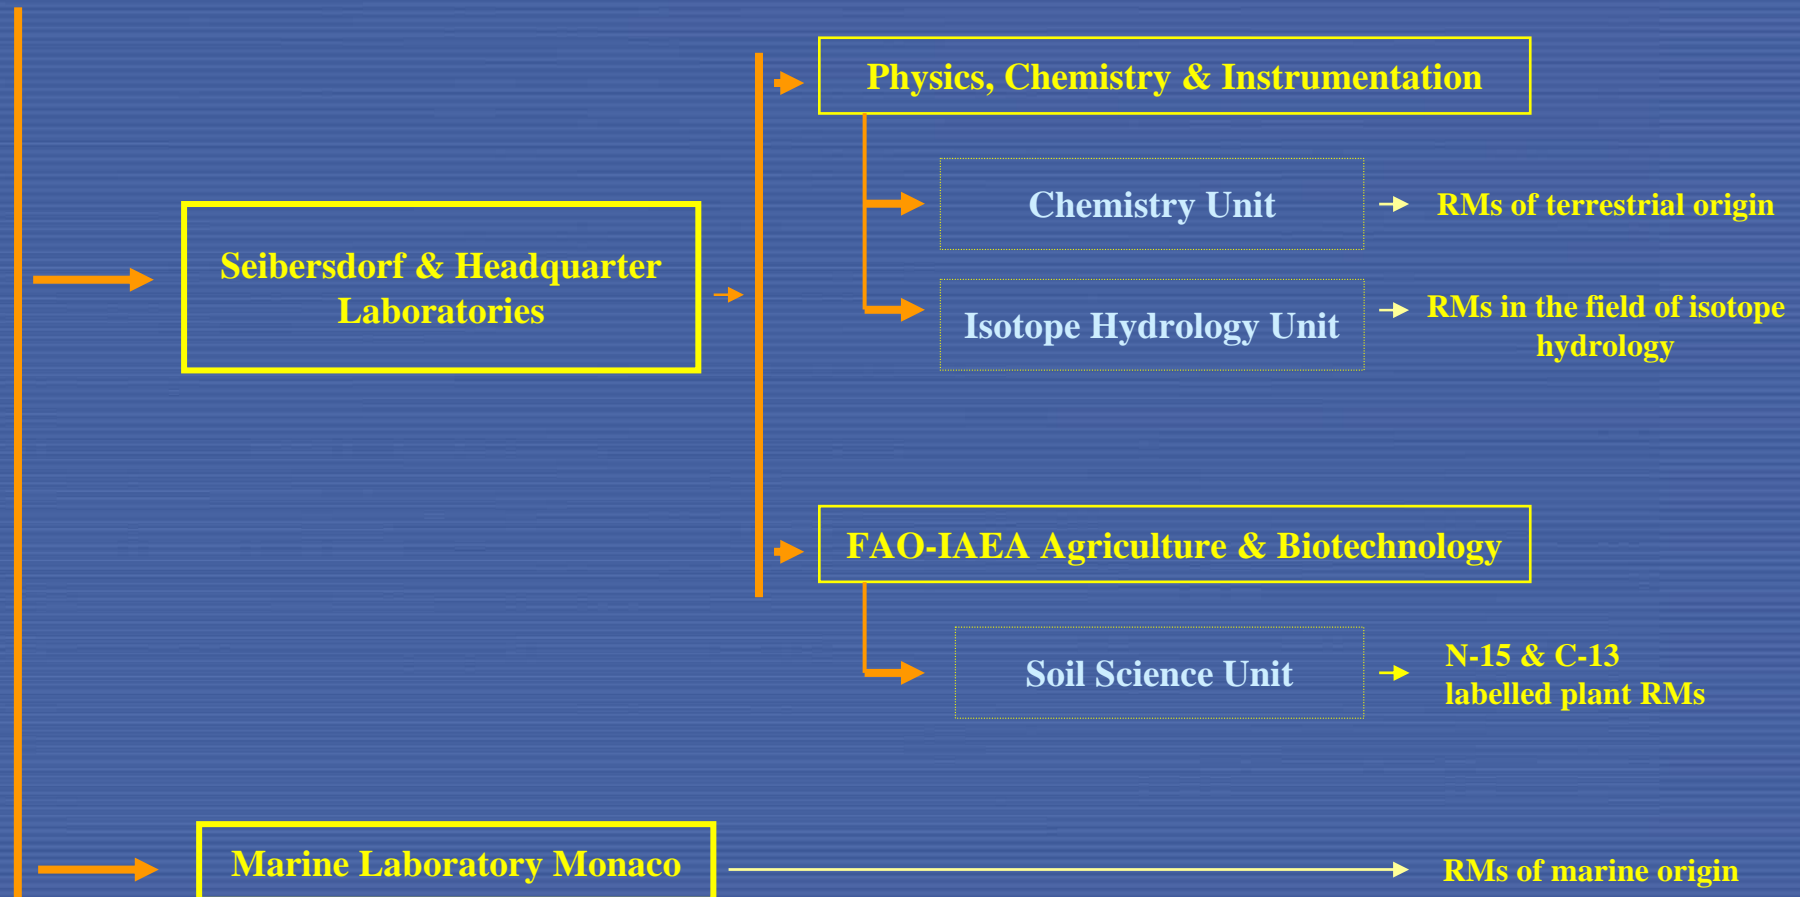 Physics, Chemistry & Instrumentation
Chemistry Unit
RMs of terrestrial origin
Seibersdorf & Headquarter
Laboratories
Isotope Hydrology Unit
RMs in the field of isotope
hydrology
FAO-IAEA Agriculture & Biotechnology
Soil Science Unit
N-15 & C-13
labelled plant RMs
Marine Laboratory Monaco
RMs of marine origin